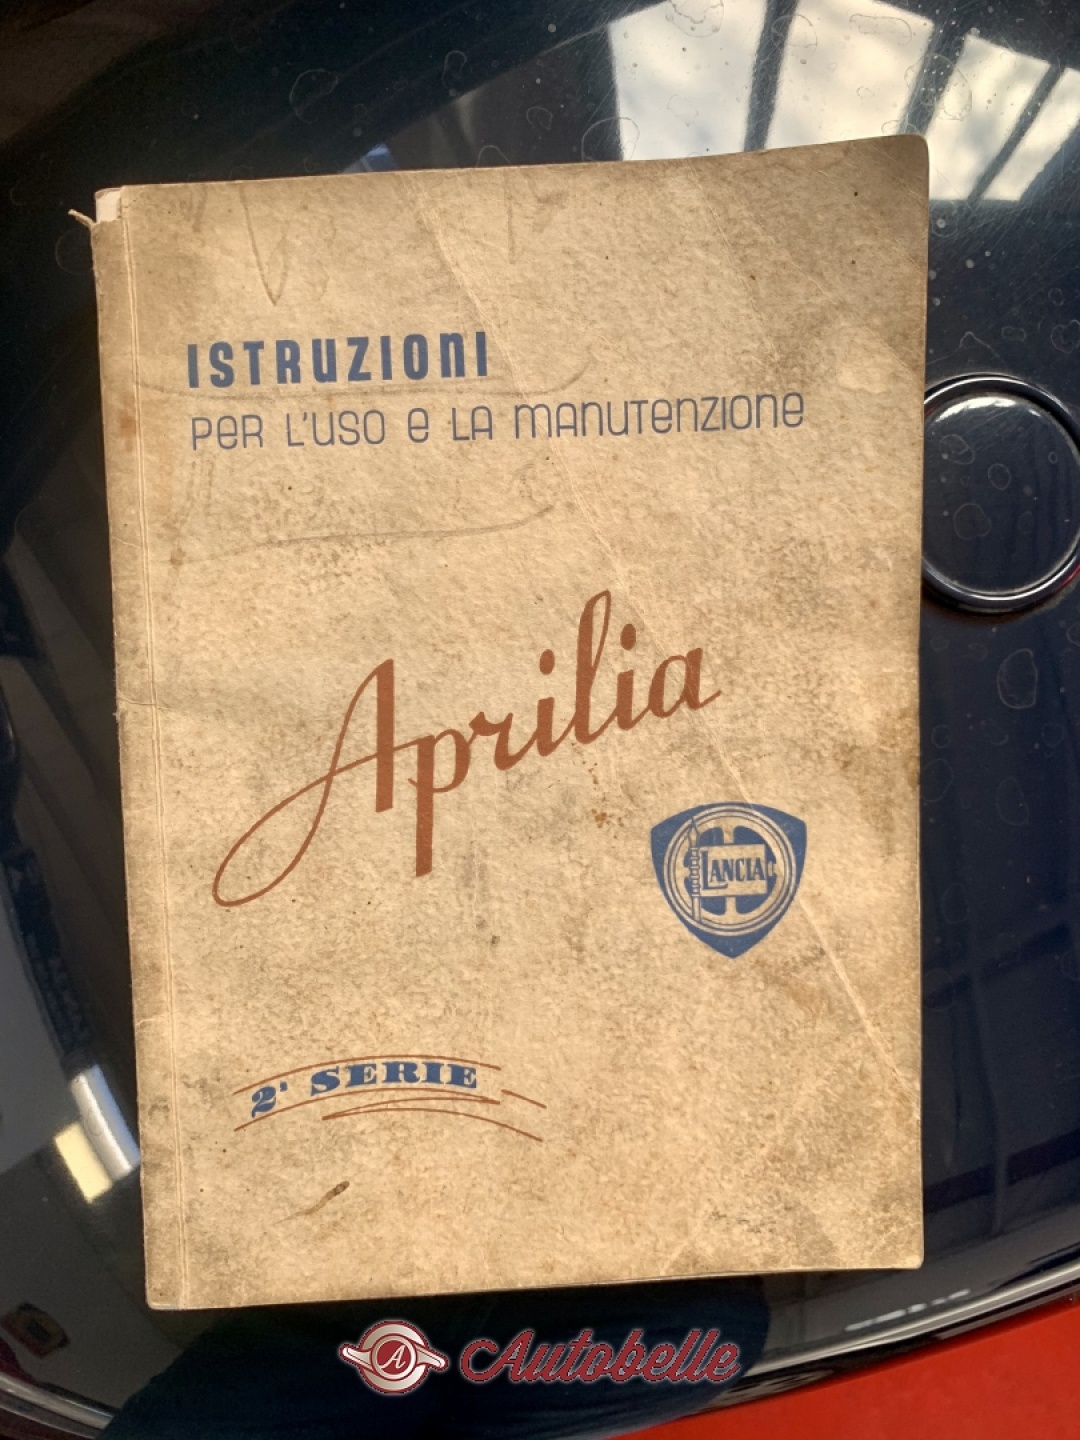 ISTRUZIONI
PER L'USO E LA MANUTENZIONE
Aprilia
LANCIA
2ª SERIE
A Autobelle